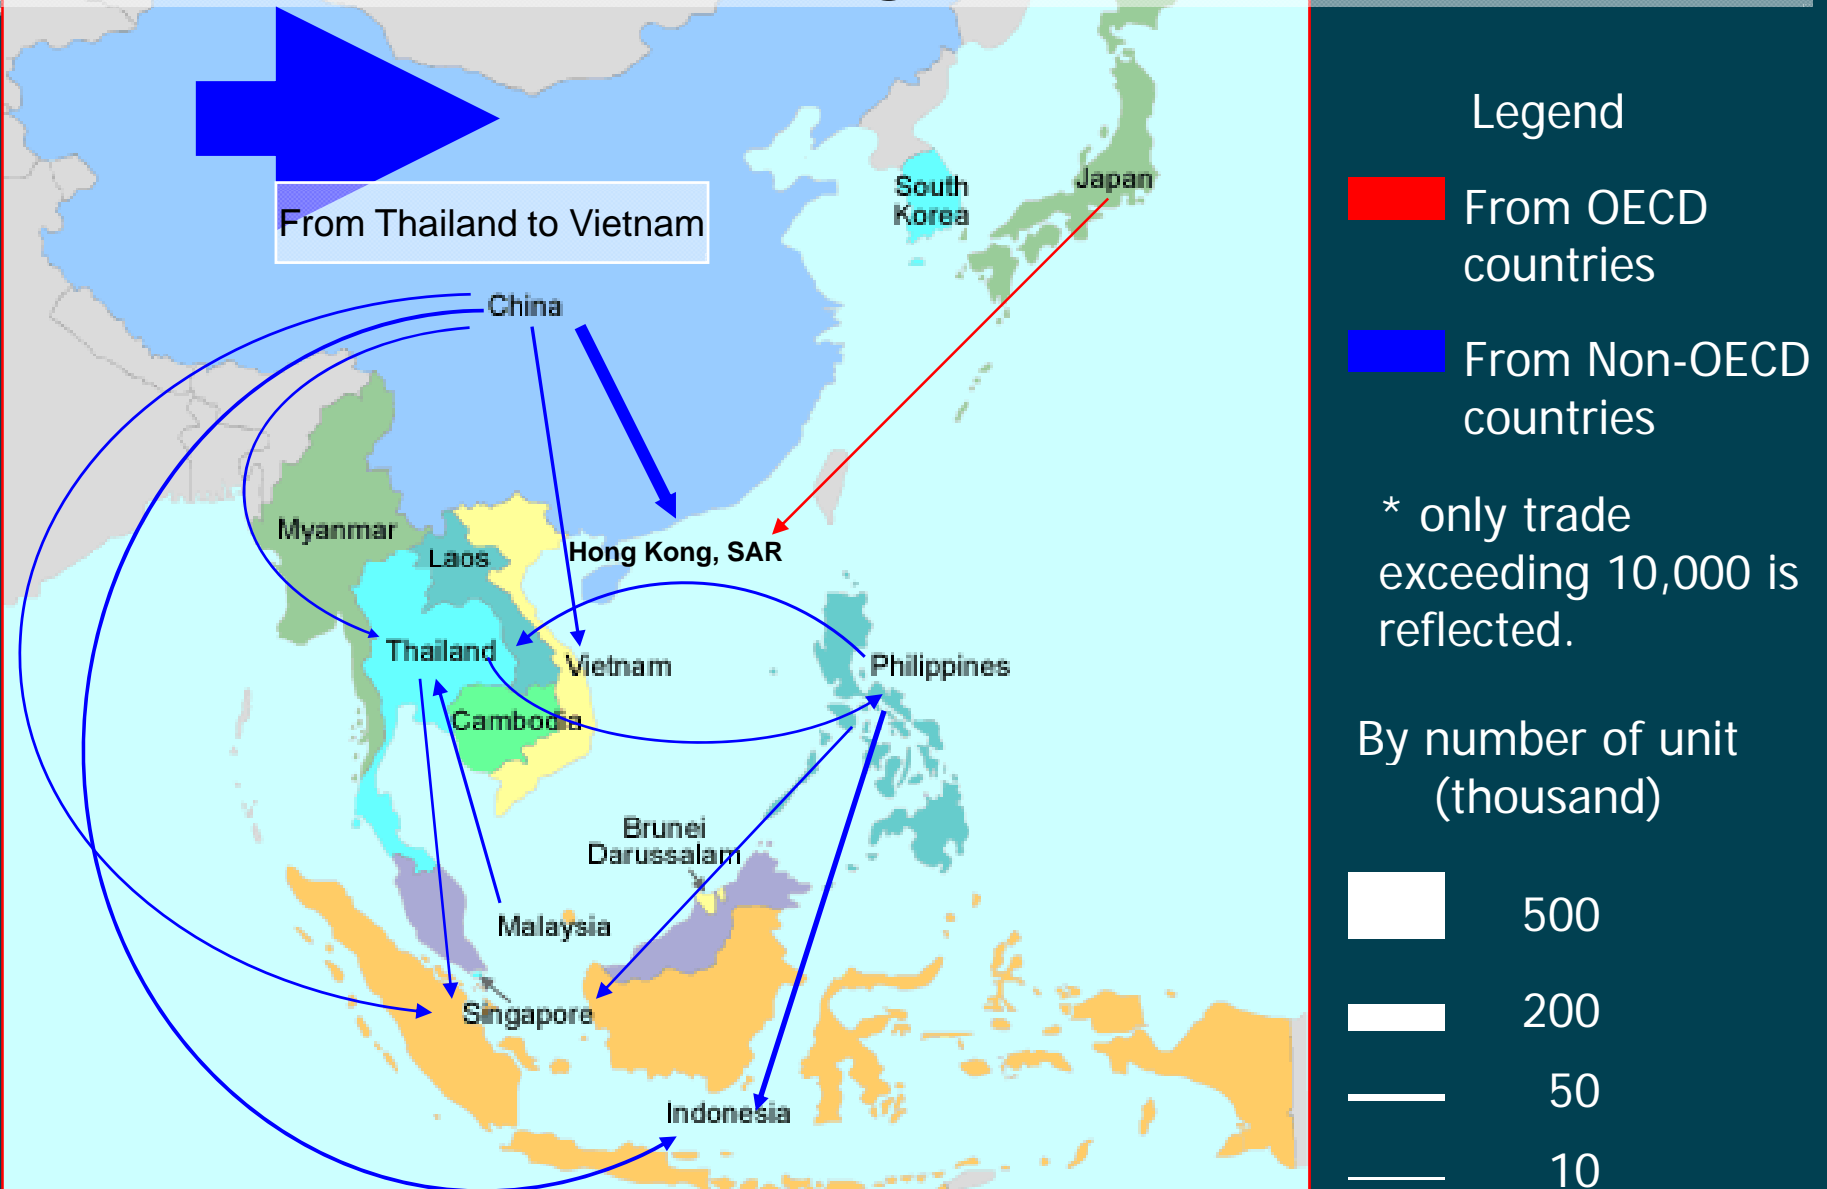 From Thailand to Vietnam
China
South
Korea
Japan
Myanmar
Laos
Hong Kong, SAR
Thailand
Vietnam
Philippines
Cambodia
Brunei
Darussalam
Malaysia
Singapore
Indonesia
Legend
From OECD
countries
From Non-OECD
countries
* only trade
exceeding 10,000 is
reflected.
By number of unit
(thousand)
500
200
50
10